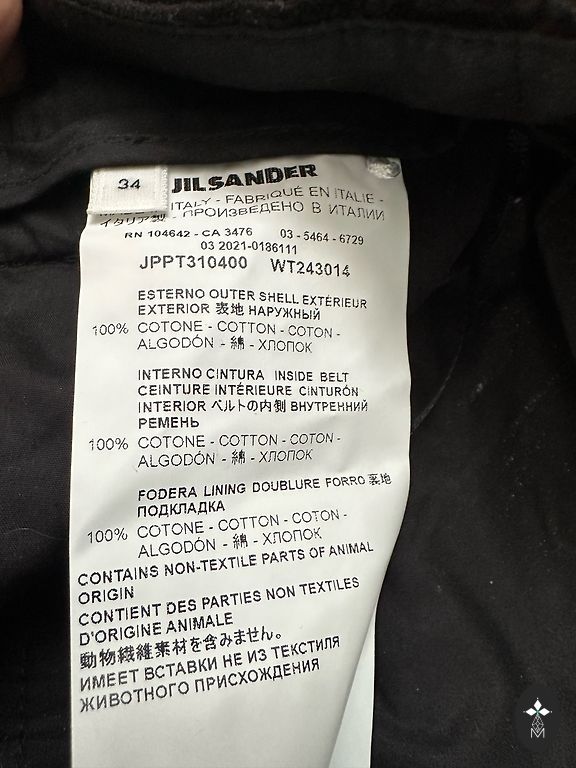 34
JIL SANDER
ITALY - FABRIQUÉ EN ITALIE -
イタリア製 - ПРОИЗВЕДЕНО В ИТАЛИИ
RN 104642 - CA 3476 03 - 5464 - 6729
03 2021-0186111
JPPT310400 WT243014
ESTERNO OUTER SHELL EXTÉRIEUR
EXTERIOR 表地 НАРУЖНЫЙ
100% COTONE - COTTON - COTON -
ALGODÓN - 綿 - ХЛОПОК
INTERNO CINTURA INSIDE BELT
CEINTURE INTÉRIEURE CINTURÓN
INTERIOR ベルトの内側 ВНУТРЕННИЙ
РЕМЕНЬ
100% COTONE - COTTON - COTON -
ALGODÓN - 綿 - ХЛОПОК
FODERA LINING DOUBLURE FORRO 裏地
ПОДКЛАДКА
100% COTONE - COTTON - COTON -
ALGODÓN - 綿 - ХЛОПОК
CONTAINS NON-TEXTILE PARTS OF ANIMAL
ORIGIN
CONTIENT DES PARTIES NON TEXTILES
D'ORIGINE ANIMALE
動物繊維素材を含みません。
ИМЕЕТ ВСТАВКИ НЕ ИЗ ТЕКСТИЛЯ
ЖИВОТНОГО ПРИСХОЖДЕНИЯ
M